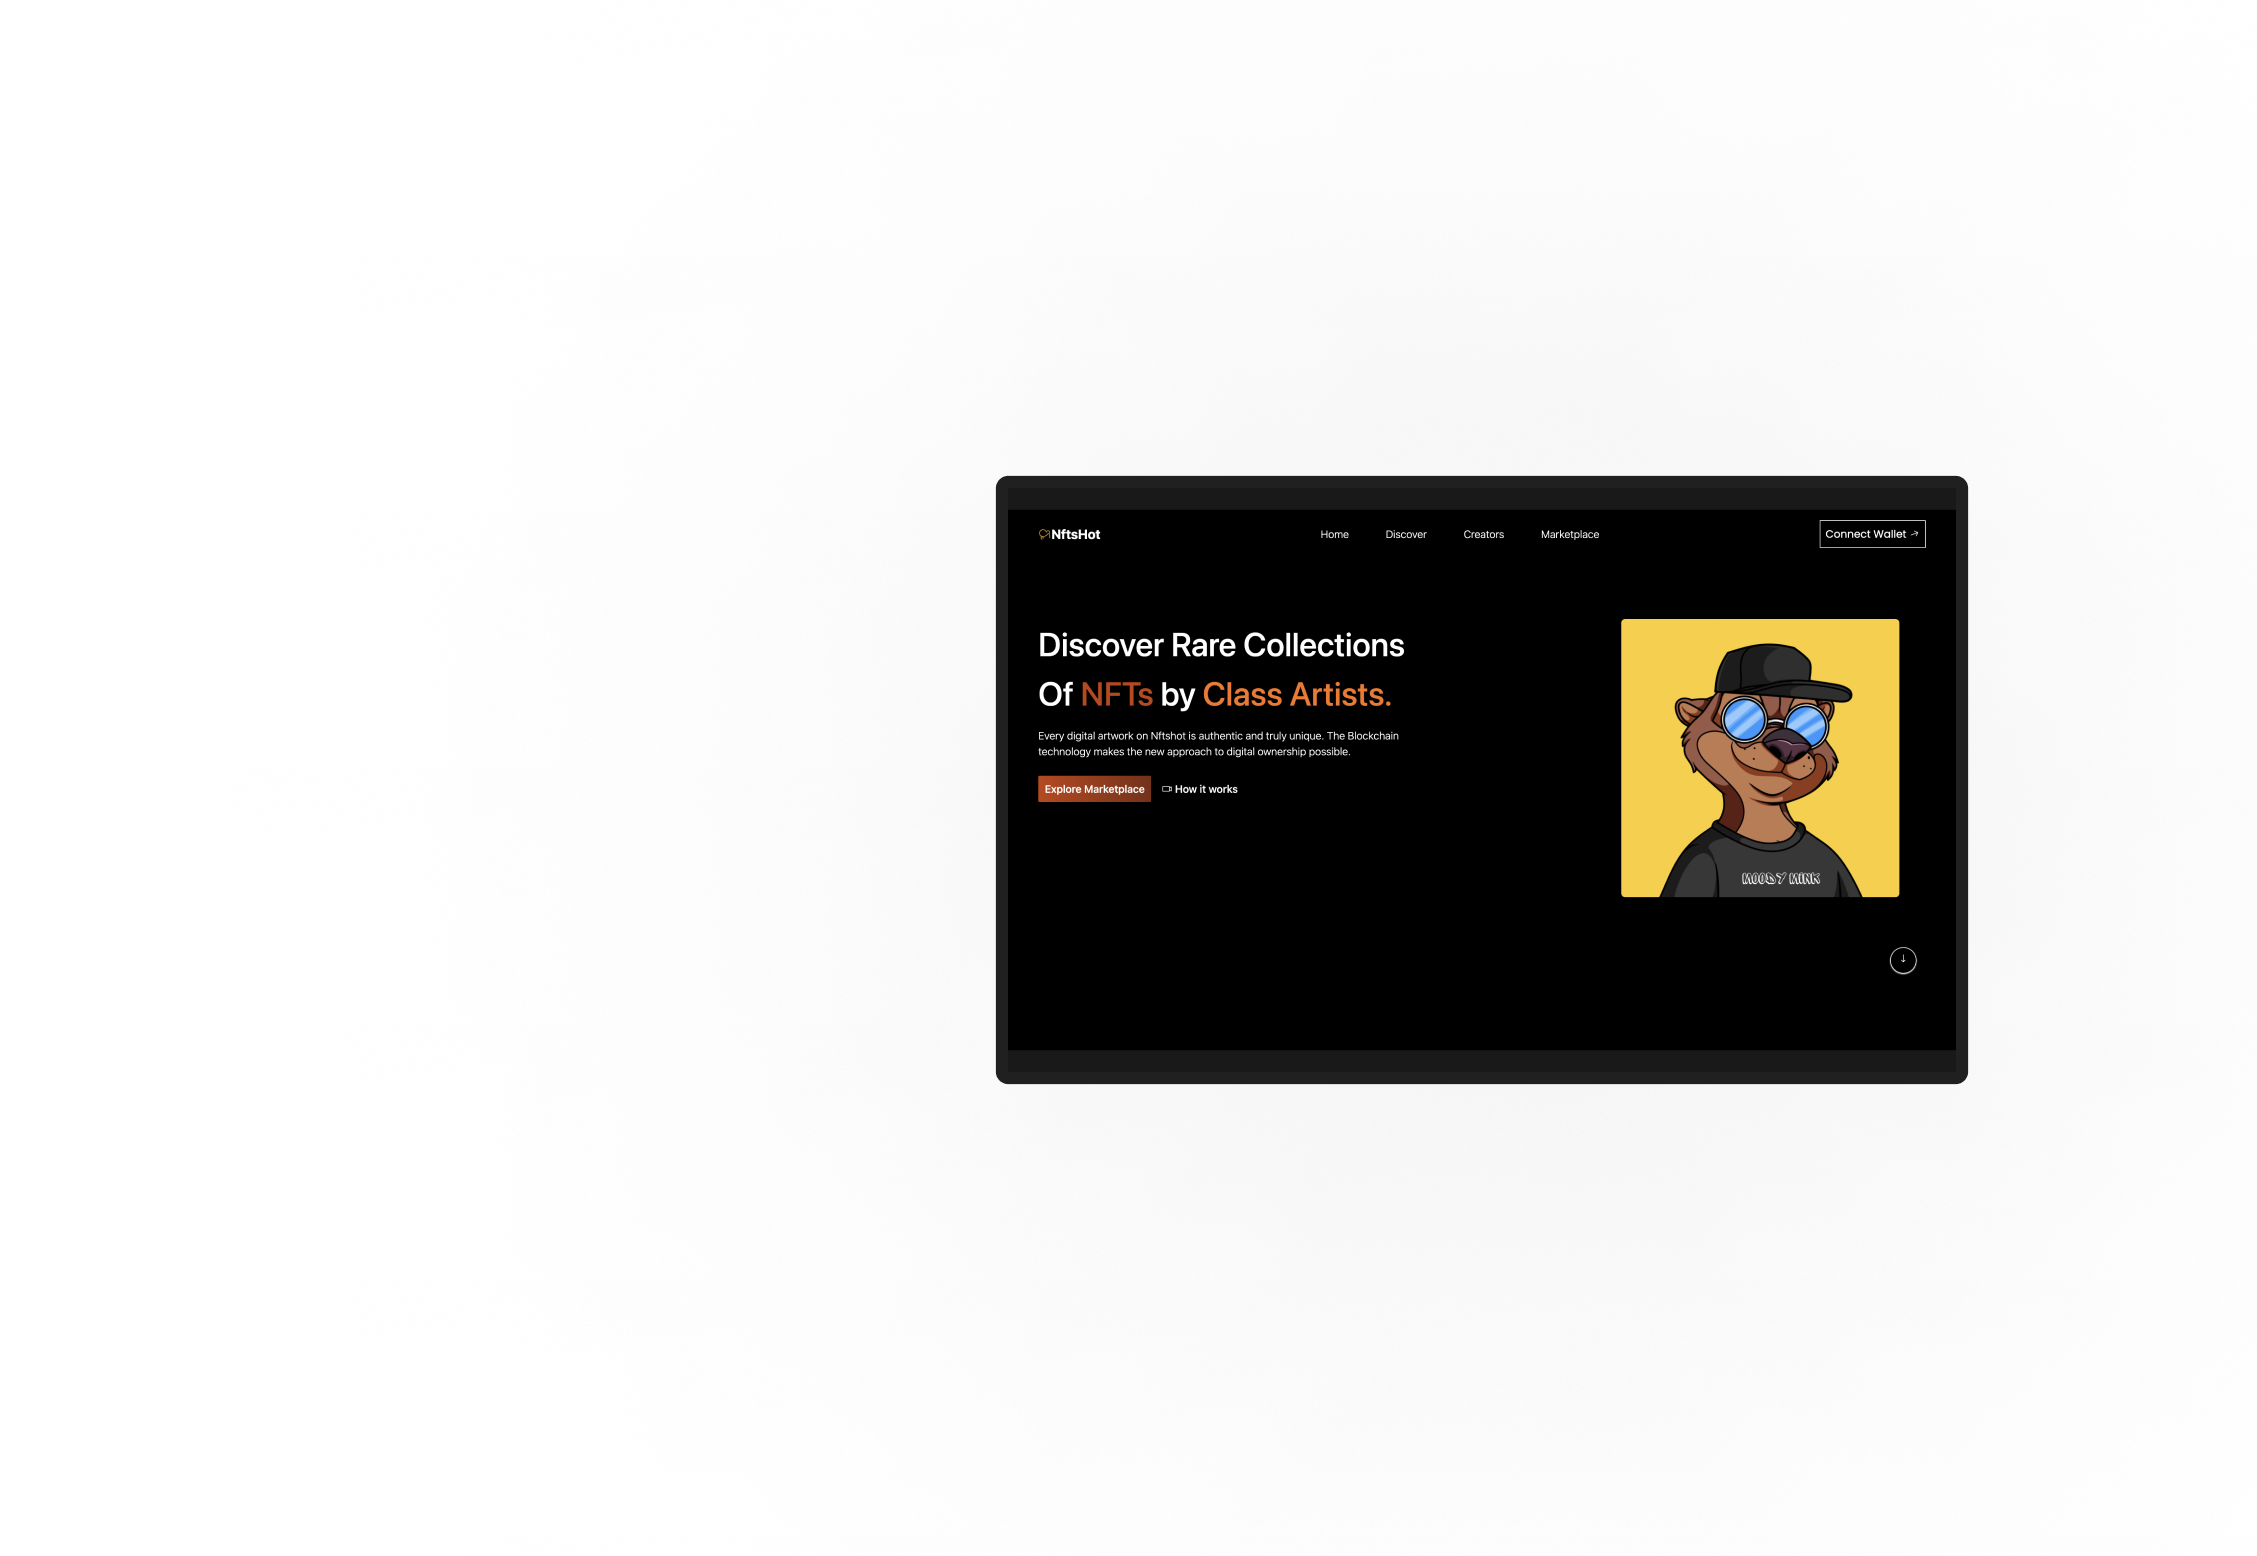 NftsHot
Home Discover Creators Marketplace
Connect Wallet
Discover Rare Collections
Of NFTs by Class Artists.
Every digital artwork on Nftshot is authentic and truly unique. The Blockchain
technology makes the new approach to digital ownership possible.
Explore Marketplace How it works
MOODY MINK